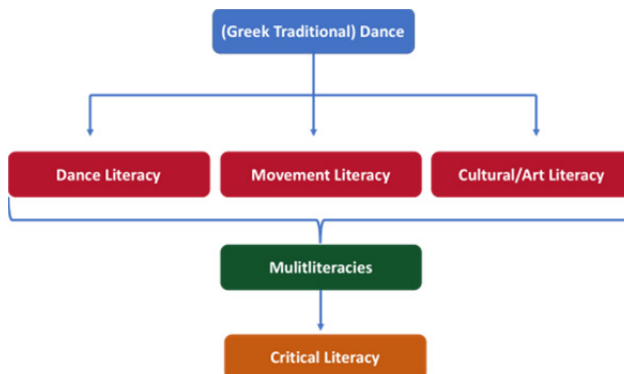 (Greek Traditional) Dance
Dance Literacy
Movement Literacy
Cultural/Art Literacy
Mulitliteracies
Critical Literacy